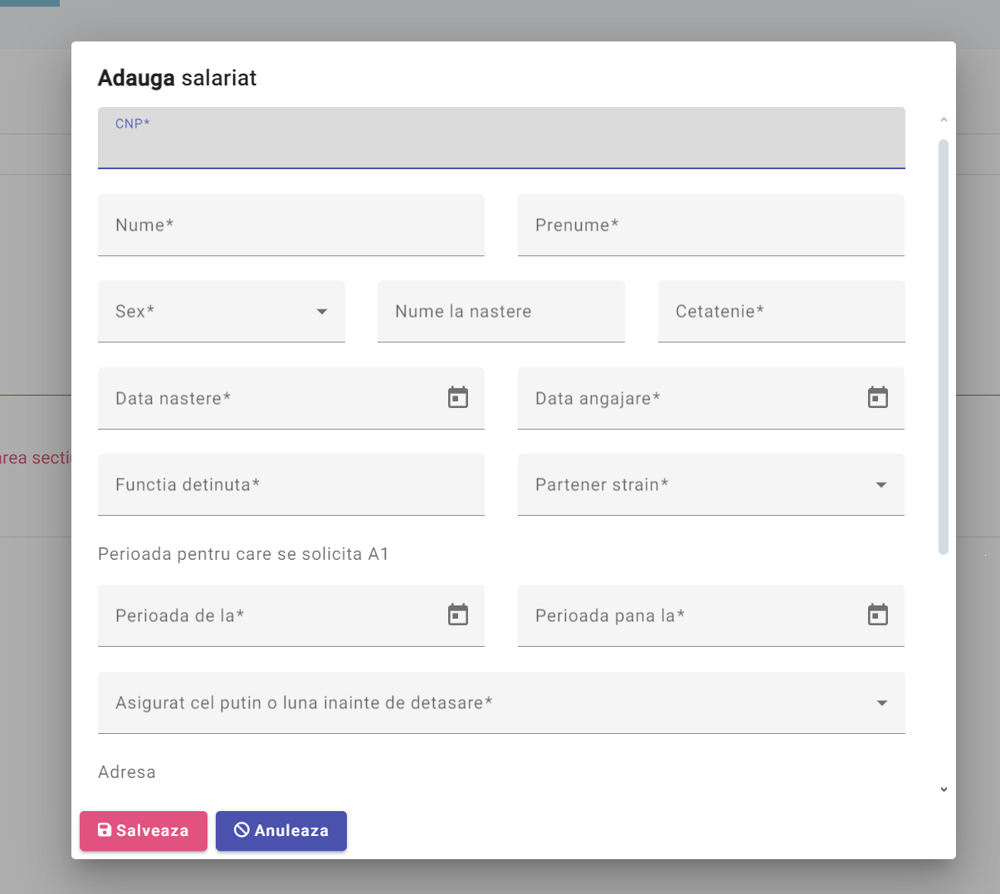 Adauga salariat
CNP*
Nume*
Prenume*
Sex*
Nume la nastere
Cetatenie*
Data nastere*
Data angajare*
area secti
Functia detinuta*
Partener strain*
Perioada pentru care se solicita A1
Perioada de la*
Perioada pana la*
Asigurat cel putin o luna inainte de detasare*
Adresa
Salveaza
Anuleaza